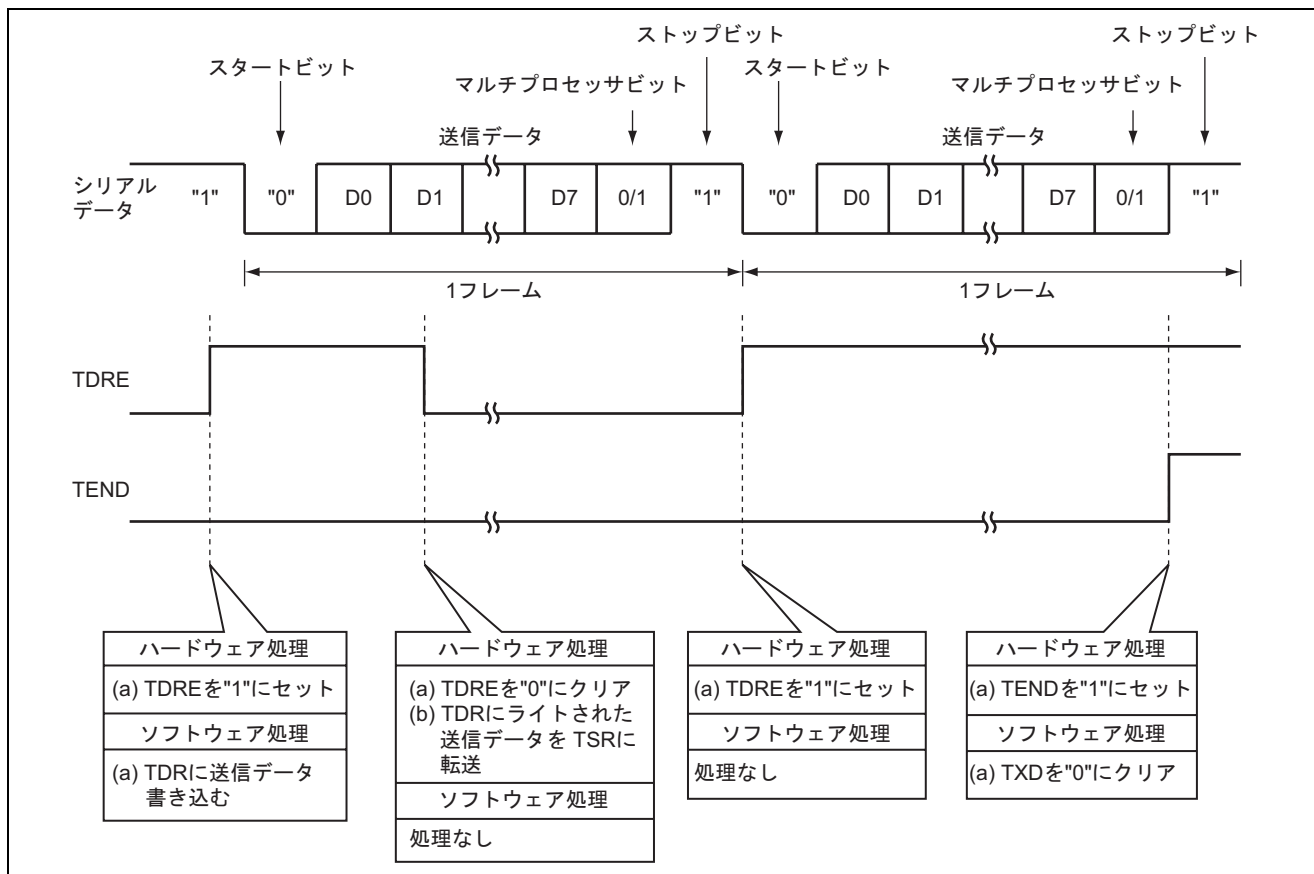 ストップビット
ストップビット
スタートビット
マルチプロセッサビット
スタートビット
マルチプロセッサビット
送信データ
送信データ
シリアル
データ
"1"
"0"
D0
D1
D7
0/1
"1"
"0"
D0
D1
D7
0/1
"1"
1フレーム
1フレーム
TDRE
TEND
ハードウェア処理
(a) TDREを"1"にセット
ソフトウェア処理
(a) TDRに送信データ
書き込む
ハードウェア処理
(a) TDREを"0"にクリア
(b) TDRにライトされた
送信データを TSRに
転送
ソフトウェア処理
処理なし
ハードウェア処理
(a) TDREを"1"にセット
ソフトウェア処理
処理なし
ハードウェア処理
(a) TENDを"1"にセット
ソフトウェア処理
(a) TXDを"0"にクリア